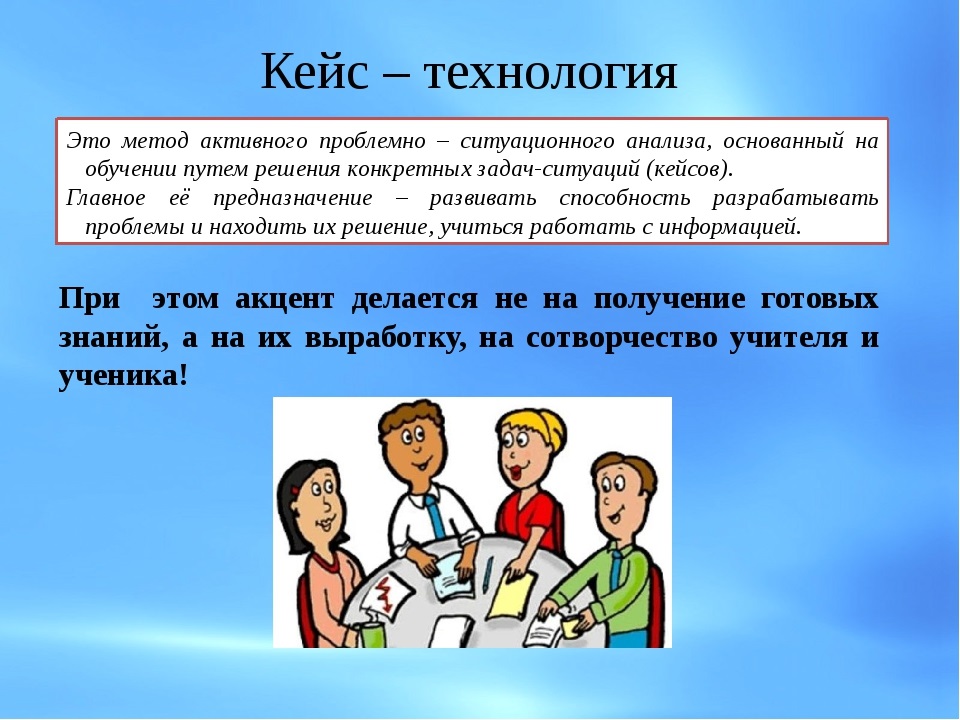 Кейс – технология
Это метод активного проблемно – ситуационного анализа, основанный на
обучении путем решения конкретных задач-ситуаций (кейсов).
Главное её предназначение – развивать способность разрабатывать
проблемы и находить их решение, учиться работать с информацией.
При этом акцент делается не на получение готовых
знаний, а на их выработку, на сотворчество учителя и
ученика!